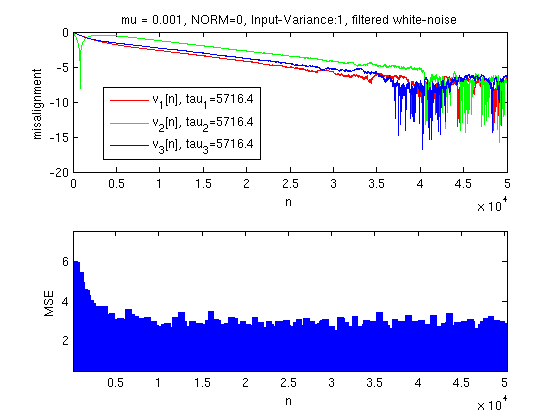 mu = 0.001, NORM=0, Input-Variance:1, filtered white-noise
0
-5
-10
-15
-20
misalignment
v1[n], tau1=5716.4
v2[n], tau2=5716.4
v3[n], tau3=5716.4
0 0.5 1 1.5 2 2.5 3 3.5 4 4.5 5
n
x 10^4
6
4
2
MSE
0.5 1 1.5 2 2.5 3 3.5 4 4.5 5
n
x 10^4